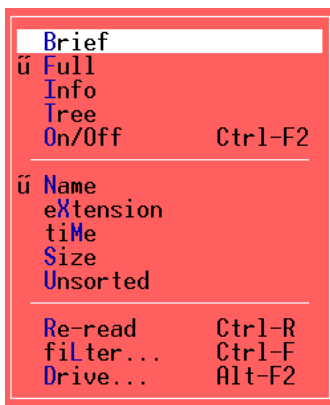 Brief
ű Full
Info
Tree
On/Off Ctrl-F2
ű Name
eXtension
tiMe
Size
Unsorted
Re-read Ctrl-R
fiLter... Ctrl-F
Drive... Alt-F2